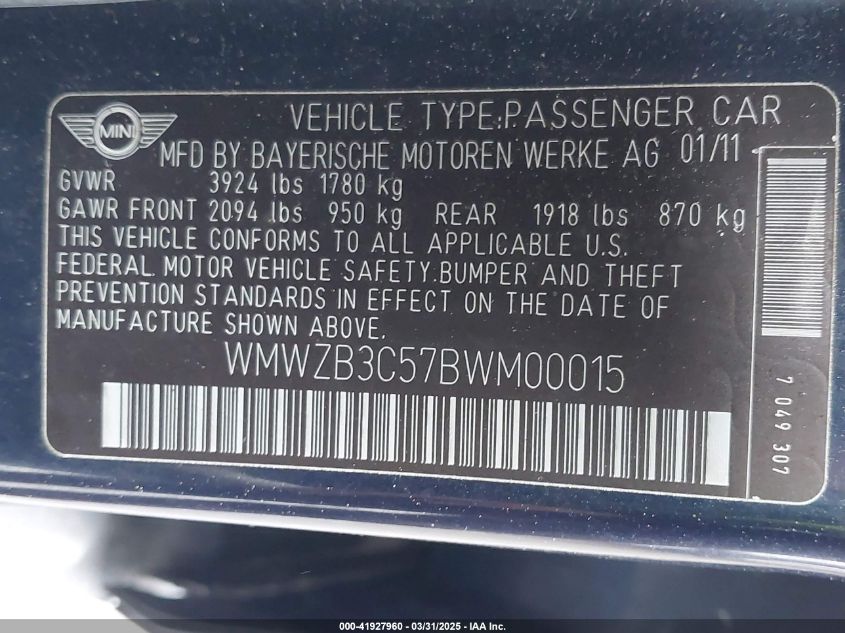 MINI
VEHICLE TYPE:PASSENGER CAR
MFD BY BAYERISCHE MOTOREN WERKE AG 01/11
GVWR 3924 lbs 1780 kg
GAWR FRONT 2094 lbs 950 kg REAR 1918 lbs 870 kg
THIS VEHICLE CONFORMS TO ALL APPLICABLE U.S.
FEDERAL MOTOR VEHICLE SAFETY.BUMPER AND THEFT
PREVENTION STANDARDS IN EFFECT ON THE DATE OF
MANUFACTURE SHOWN ABOVE.
WMWZB3C57BWM00015
7 049 307
000-41927960 - 03/31/2025 - IAA Inc.